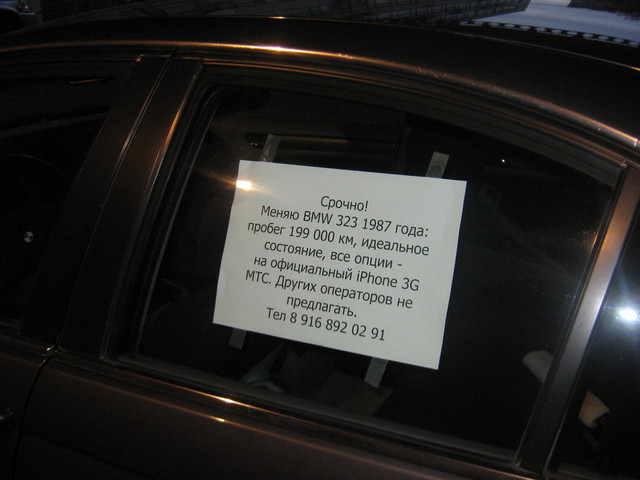 Срочно!
Меняю BMW 323 1987 года:
пробег 199 000 км, идеальное
состояние, все опции -
на официальный iPhone 3G
МТС. Других операторов не
предлагать.
Тел 8 916 892 02 91